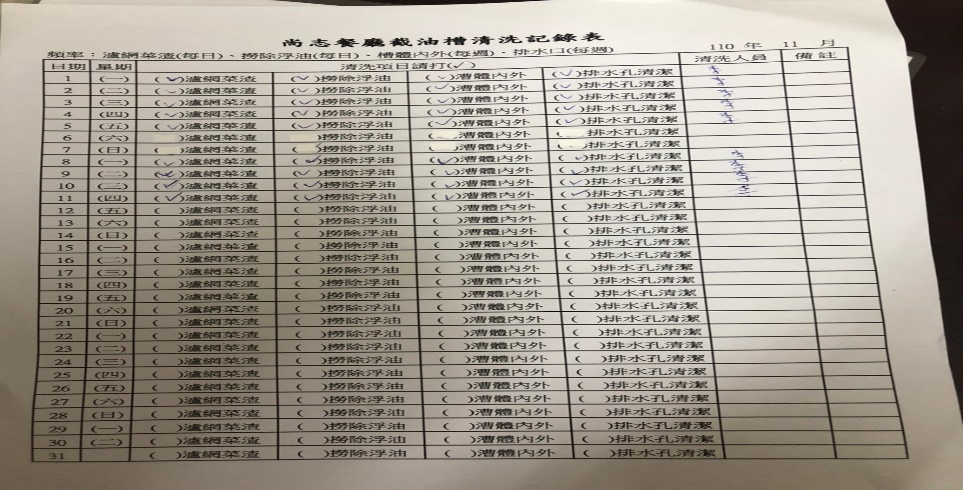 尚志餐廳截油槽清洗記錄表
頻率：濾網菜渣(每日)、撈除浮油(每日)、槽體內外(每週)、排水口(每週) 110 年 11 月
日期 星期 清洗項目請打(✓) 清洗人員 備註
1 (一) (✓)濾網菜渣 (✓)撈除浮油 (✓)漕體內外 (✓)排水孔清潔
2 (二) (✓)濾網菜渣 (✓)撈除浮油 (✓)漕體內外 (✓)排水孔清潔
3 (三) (✓)濾網菜渣 (✓)撈除浮油 (✓)漕體內外 (✓)排水孔清潔
4 (四) (✓)濾網菜渣 (✓)撈除浮油 (✓)漕體內外 (✓)排水孔清潔
5 (五) (✓)濾網菜渣 (✓)撈除浮油 (✓)漕體內外 (✓)排水孔清潔
6 (六) 濾網菜渣 )撈除浮油 ( )漕體內外 ( 排水孔清潔
7 (日) 濾網菜渣 )撈除浮油 ( )漕體內外 ( 排水孔清潔
8 (一) (✓)濾網菜渣 (✓)撈除浮油 (✓)漕體內外 (✓)排水孔清潔
9 (二) (✓)濾網菜渣 (✓)撈除浮油 (✓)漕體內外 (✓)排水孔清潔
10 (三) (✓)濾網菜渣 (✓)撈除浮油 (✓)漕體內外 (✓)排水孔清潔
11 (四) (✓)濾網菜渣 (✓)撈除浮油 (✓)漕體內外 (✓)排水孔清潔
12 (五) ( )濾網菜渣 ( )撈除浮油 ( )漕體內外 ( )排水孔清潔
13 (六) ( )濾網菜渣 ( )撈除浮油 ( )漕體內外 ( )排水孔清潔
14 (日) ( )濾網菜渣 ( )撈除浮油 ( )漕體內外 ( )排水孔清潔
15 (一) ( )濾網菜渣 ( )撈除浮油 ( )漕體內外 ( )排水孔清潔
16 (二) ( )濾網菜渣 ( )撈除浮油 ( )漕體內外 ( )排水孔清潔
17 (三) ( )濾網菜渣 ( )撈除浮油 ( )漕體內外 ( )排水孔清潔
18 (四) ( )濾網菜渣 ( )撈除浮油 ( )漕體內外 ( )排水孔清潔
19 (五) ( )濾網菜渣 ( )撈除浮油 ( )漕體內外 ( )排水孔清潔
20 (六) ( )濾網菜渣 ( )撈除浮油 ( )漕體內外 ( )排水孔清潔
21 (日) ( )濾網菜渣 ( )撈除浮油 ( )漕體內外 ( )排水孔清潔
22 (一) ( )濾網菜渣 ( )撈除浮油 ( )漕體內外 ( )排水孔清潔
23 (二) ( )濾網菜渣 ( )撈除浮油 ( )漕體內外 ( )排水孔清潔
24 (三) ( )濾網菜渣 ( )撈除浮油 ( )漕體內外 ( )排水孔清潔
25 (四) ( )濾網菜渣 ( )撈除浮油 ( )漕體內外 ( )排水孔清潔
26 (五) ( )濾網菜渣 ( )撈除浮油 ( )漕體內外 ( )排水孔清潔
27 (六) ( )濾網菜渣 ( )撈除浮油 ( )漕體內外 ( )排水孔清潔
28 (日) ( )濾網菜渣 ( )撈除浮油 ( )漕體內外 ( )排水孔清潔
29 (一) ( )濾網菜渣 ( )撈除浮油 ( )漕體內外 ( )排水孔清潔
30 (二) ( )濾網菜渣 ( )撈除浮油 ( )漕體內外 ( )排水孔清潔
31 ( )濾網菜渣 ( )撈除浮油 ( )漕體內外 ( )排水孔清潔